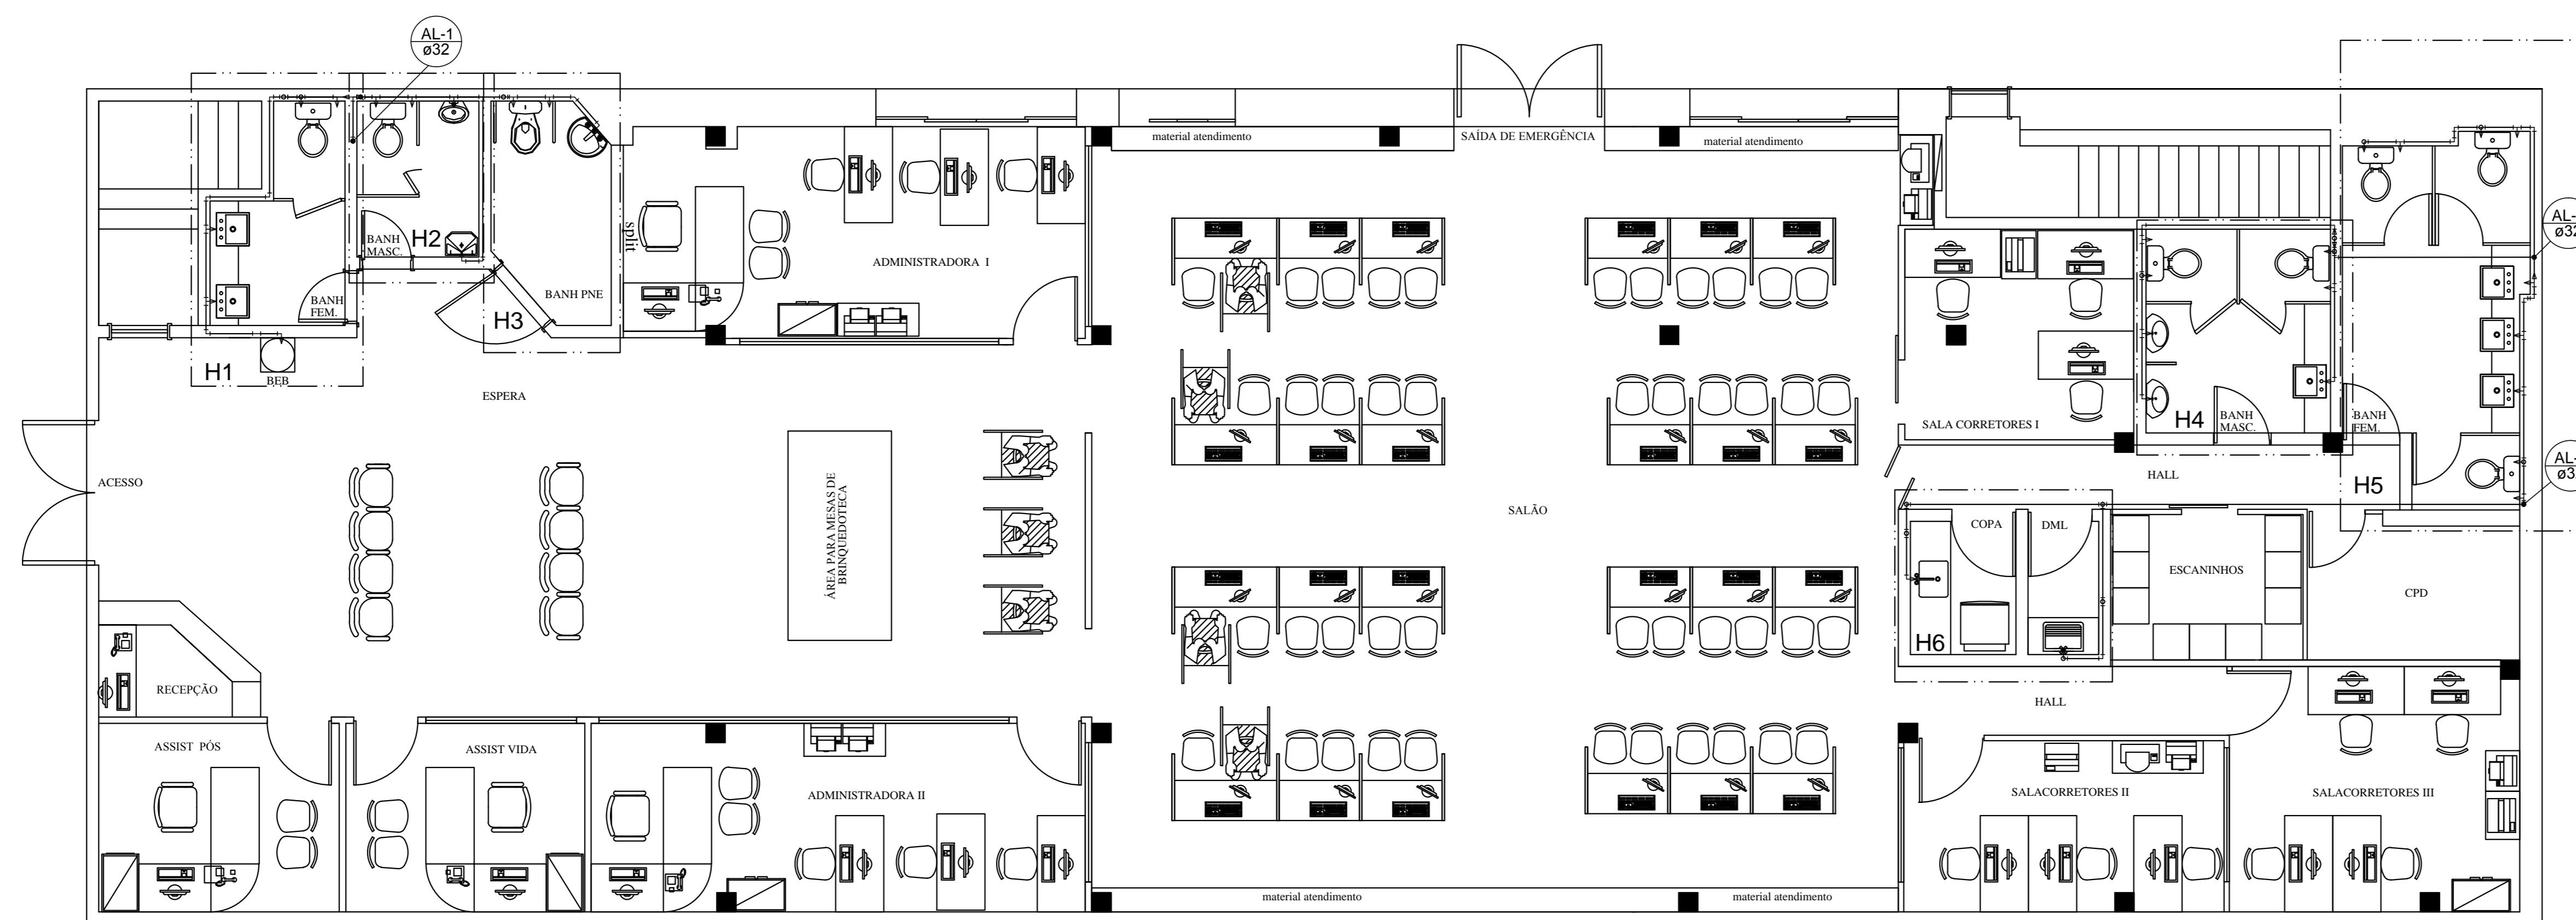 AL-1
ø32
material atendimento
SAÍDA DE EMERGÊNCIA
material atendimento
AL-
ø32
BANH
MASC.
H2
split
ADMINISTRADORA I
BANH PNE
BANH
FEM.
H3
H1
BEB
ESPERA
SALA CORRETORES I
H4
BANH
MASC.
BANH
FEM.
AL-
ø3
ACESSO
HALL
H5
ÁREA PARA MESAS DE
BRINQUEDOTECA
SALÃO
COPA
DML
ESCANINHOS
CPD
H6
RECEPÇÃO
HALL
ASSIST PÓS
ASSIST VIDA
ADMINISTRADORA II
SALACORRETORES II
SALACORRETORES III
material atendimento
material atendimento